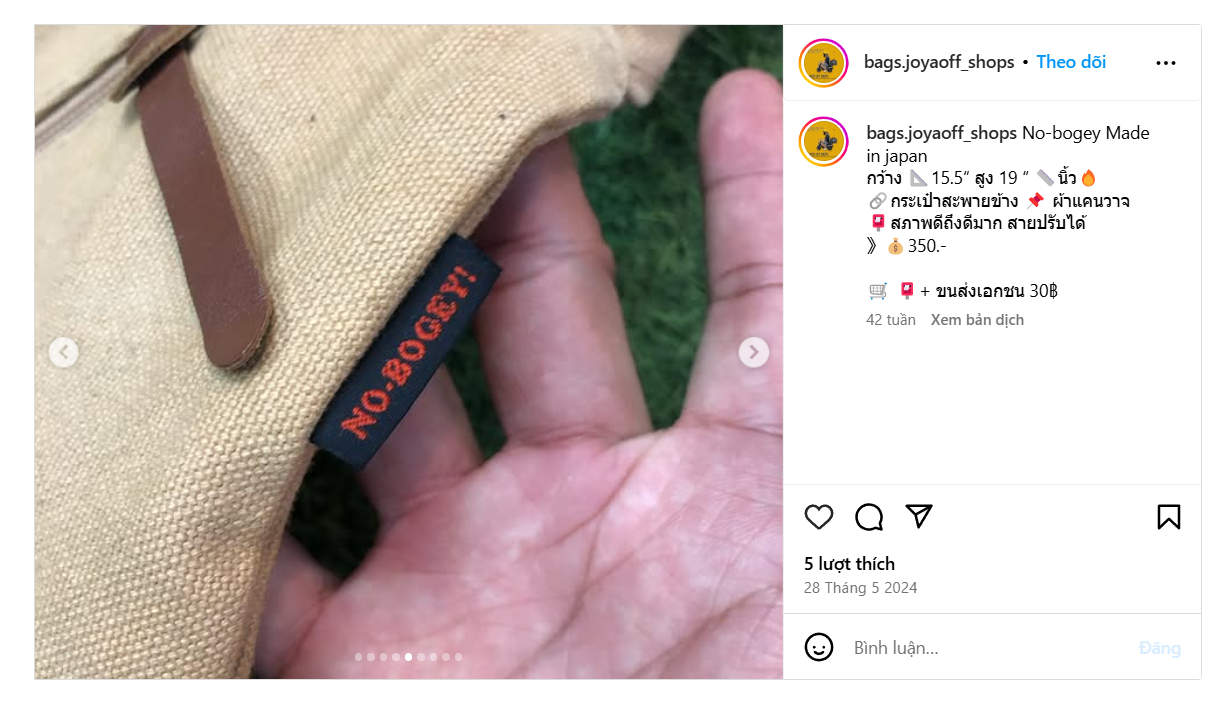 NO-BOGEY!
bags.joyaoff_shops • Theo dõi
bags.joyaoff_shops No-bogey Made
in japan
กว้าง 📐 15.5“ สูง 19 “ 📏นิ้ว🔥
🔗กระเป๋าสะพายข้าง 📌 ผ้าแคนวาจ
📮สภาพดีถึงดีมาก สายปรับได้
》💰350.-
🛒 📮+ ขนส่งเอกชน 30฿
42 tuần Xem bản dịch
5 lượt thích
28 Tháng 5 2024
Bình luận...
Đăng